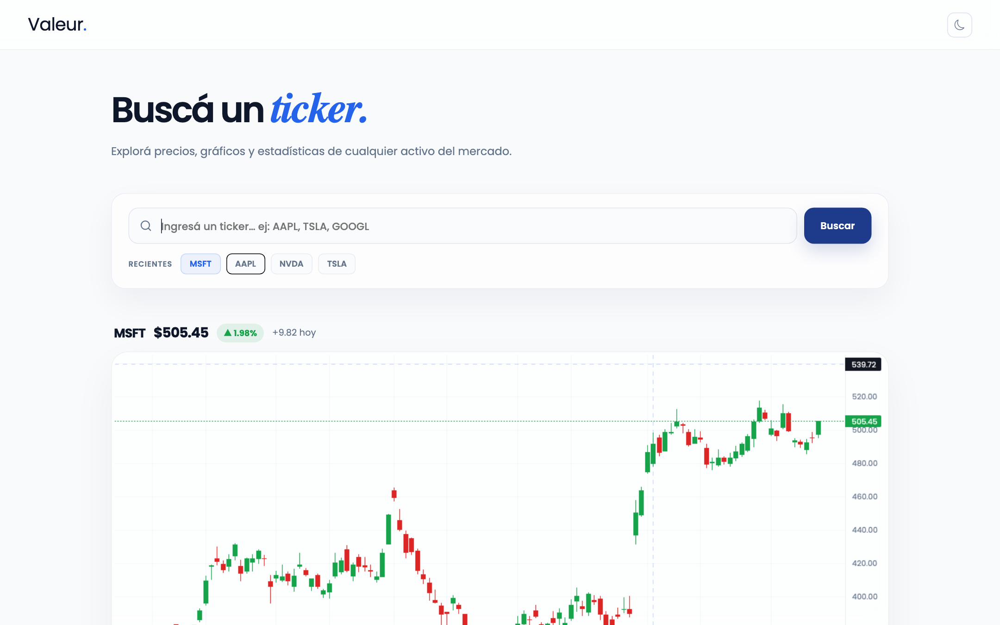 Valeur.
Buscá un ticker.
Explorá precios, gráficos y estadísticas de cualquier activo del mercado.
Ingresá un ticker... ej: AAPL, TSLA, GOOGL
Buscar
RECIENTES MSFT AAPL NVDA TSLA
MSFT $505.45 ▲1.98% +9.82 hoy
539.72
520.00
505.45
500.00
480.00
460.00
440.00
420.00
400.00